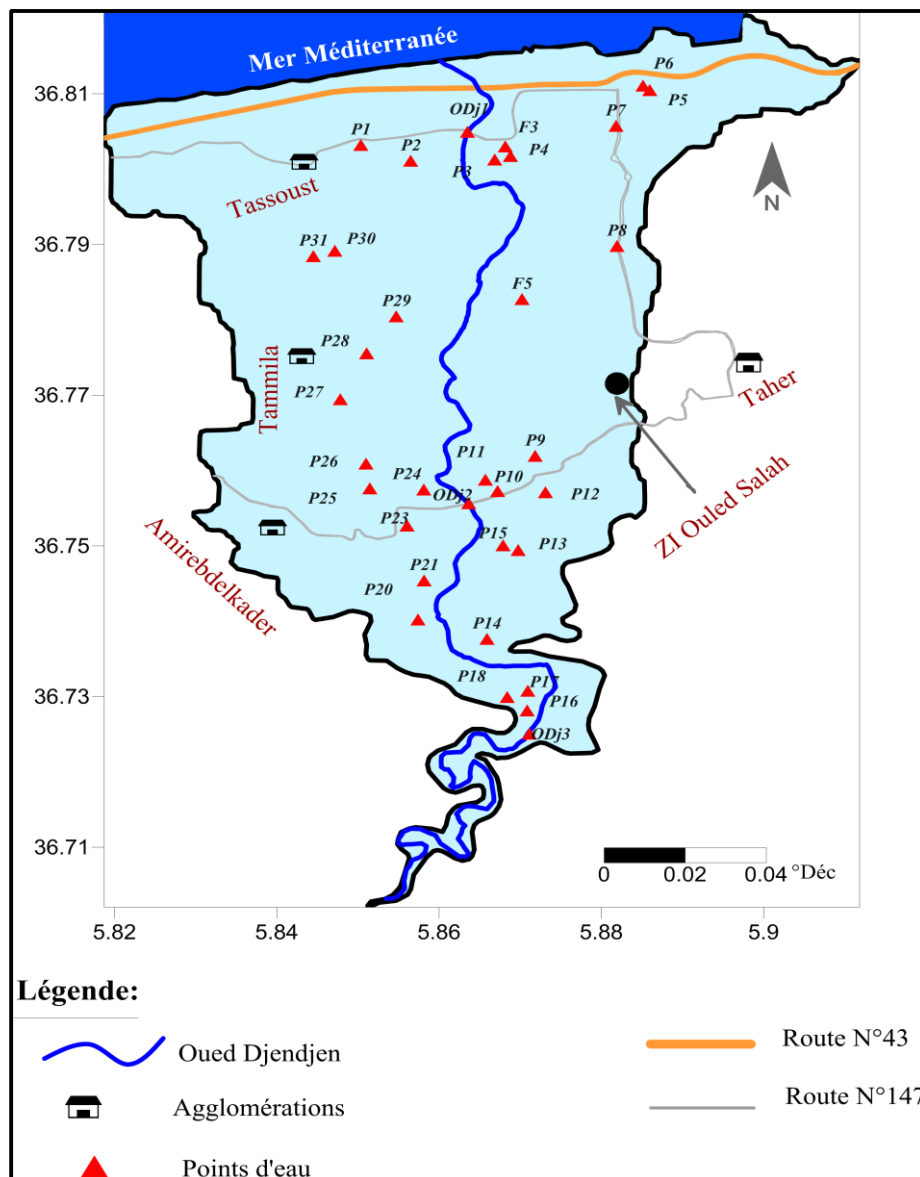 Mer Méditerranée
P6
36.81
P5
ODj1
P7
P1
P2
F3
P4
P3
Tassoust
N
36.79
P31
P30
P8
F5
P29
P28
Tammila
36.77
P27
Taher
P11
P9
P26
P24
P10
P25
ODj2
P12
ZI Ouled Salah
P23
36.75
P15
P13
Amirebdelkader
P21
P20
P14
P18
P17
36.73
P16
ODj3
36.71
0
0.02
0.04
°Déc
5.82
5.84
5.86
5.88
5.9
Légende:
Oued Djendjen
Route N°43
Agglomérations
Route N°147
Points d'eau